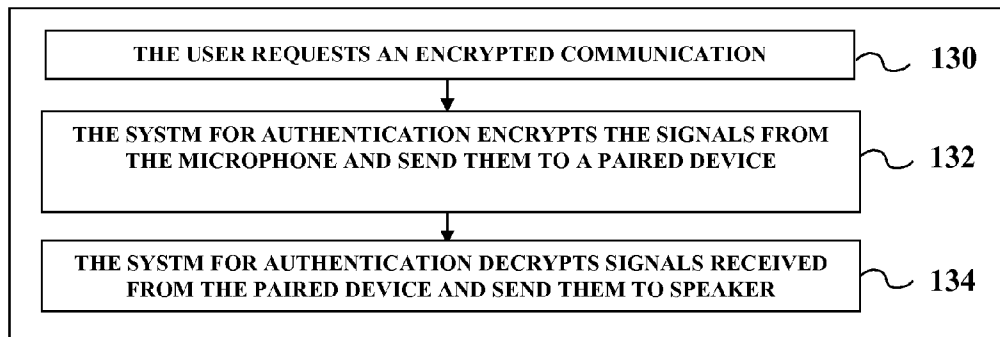 THE USER REQUESTS AN ENCRYPTED COMMUNICATION
130
THE SYSTM FOR AUTHENTICATION ENCRYPTS THE SIGNALS FROM
THE MICROPHONE AND SEND THEM TO A PAIRED DEVICE
132
THE SYSTM FOR AUTHENTICATION DECRYPTS SIGNALS RECEIVED
FROM THE PAIRED DEVICE AND SEND THEM TO SPEAKER
134